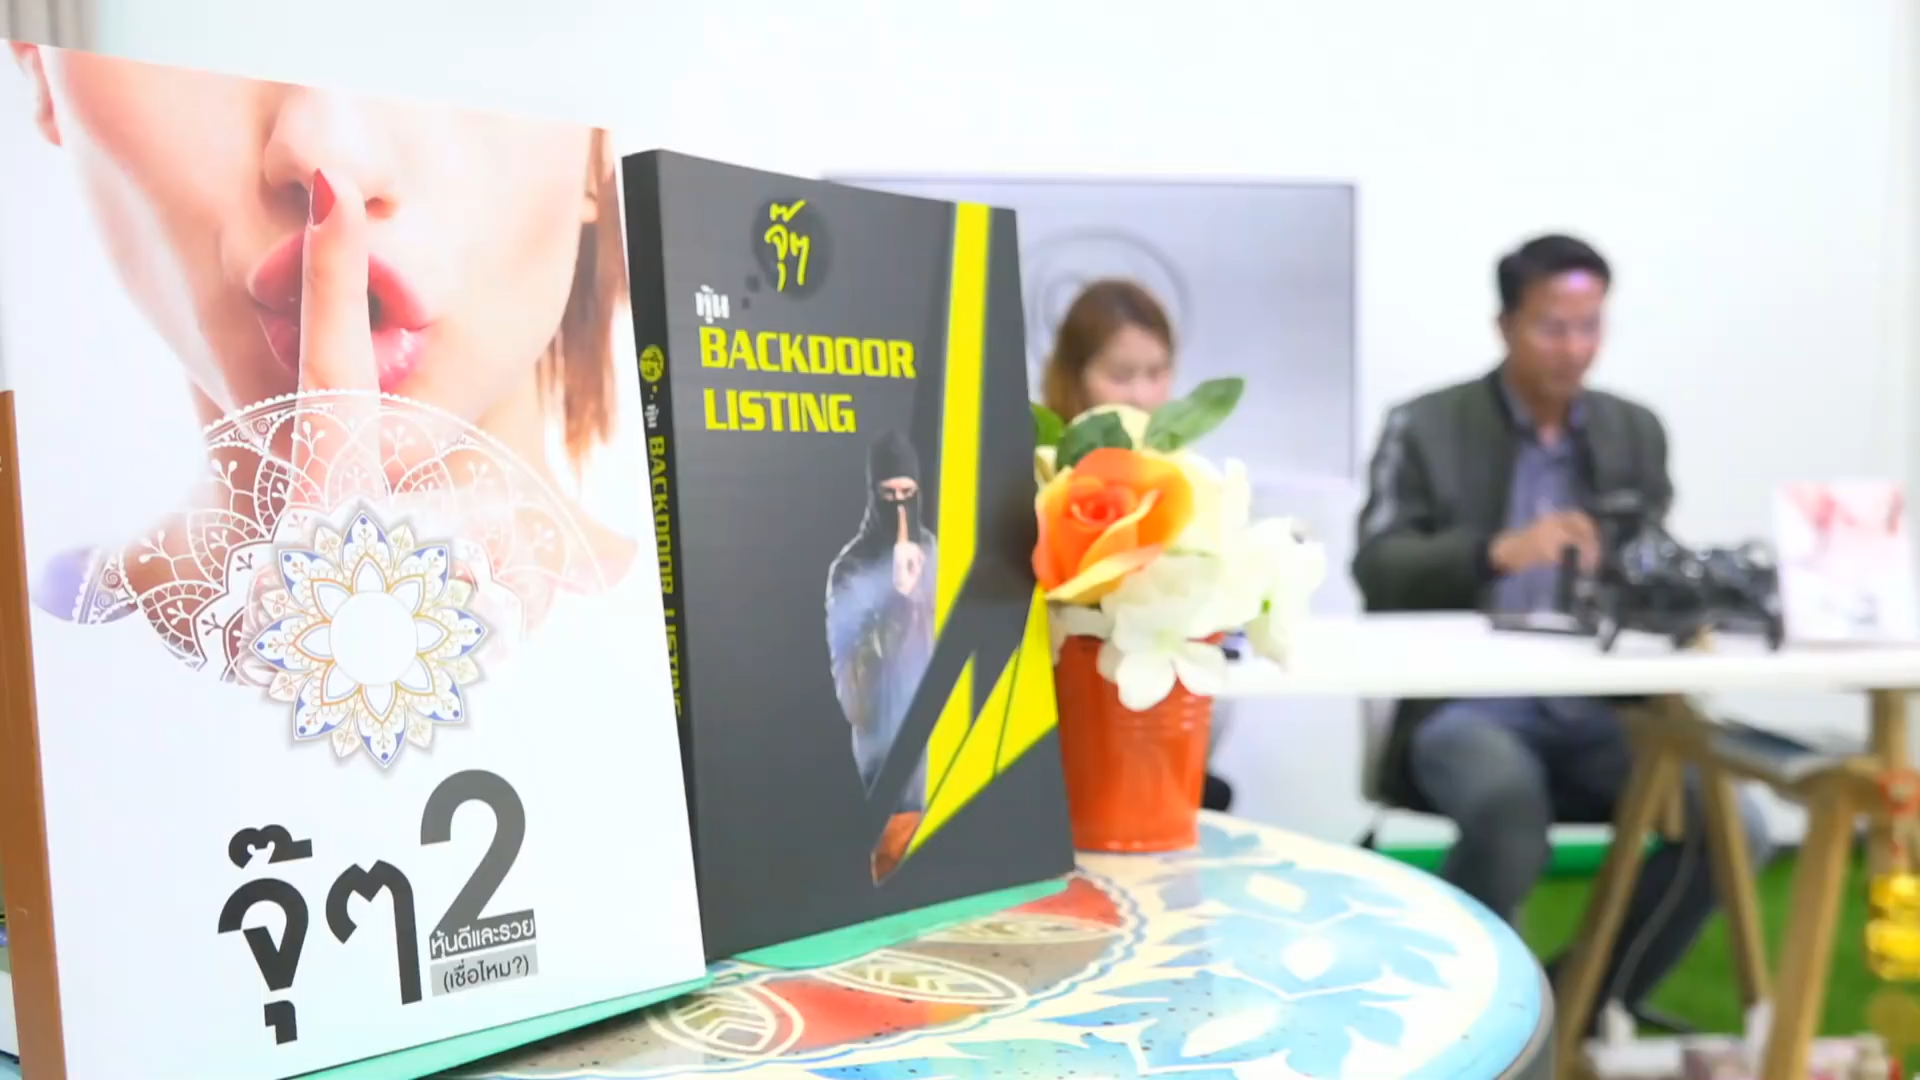 จุ๊ๆ2
หุ้นดีและรวย
(เชื่อไหม?)
จุ๊ๆ
หุ้น
BACKDOOR
LISTING
จุ๊ๆ หุ้น BACKDOOR LISTING